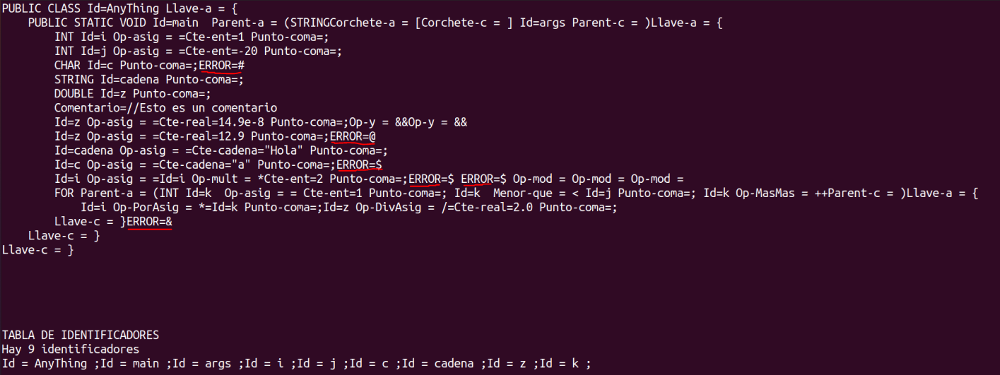 PUBLIC CLASS Id=AnyThing Llave-a = {
PUBLIC STATIC VOID Id=main  Parent-a = (STRINGCorchete-a = [Corchete-c = ] Id=args Parent-c = )Llave-a = {
INT Id=i Op-asig = =Cte-ent=1 Punto-coma=;
INT Id=j Op-asig = =Cte-ent=-20 Punto-coma=;
CHAR Id=c Punto-coma=;ERROR=#
STRING Id=cadena Punto-coma=;
DOUBLE Id=z Punto-coma=;
Comentario=//Esto es un comentario
Id=z Op-asig = =Cte-real=14.9e-8 Punto-coma=;Op-y = &&Op-y = &&
Id=z Op-asig = =Cte-real=12.9 Punto-coma=;ERROR=@
Id=cadena Op-asig = =Cte-cadena="Hola" Punto-coma=;
Id=c Op-asig = =Cte-cadena="a" Punto-coma=;ERROR=$
Id=i Op-asig = =Id=i Op-mult = *Cte-ent=2 Punto-coma=;ERROR=$ ERROR=$ Op-mod = Op-mod = Op-mod =
FOR Parent-a = (INT Id=k  Op-asig = = Cte-ent=1 Punto-coma=; Id=k  Menor-que = < Id=j Punto-coma=; Id=k Op-MasMas = ++Parent-c = )Llave-a = {
Id=i Op-PorAsig = *=Id=k Punto-coma=;Id=z Op-DivAsig = /=Cte-real=2.0 Punto-coma=;
Llave-c = }ERROR=&
Llave-c = }
Llave-c = }
TABLA DE IDENTIFICADORES
Hay 9 identificadores
Id = AnyThing ;Id = main ;Id = args ;Id = i ;Id = j ;Id = c ;Id = cadena ;Id = z ;Id = k ;